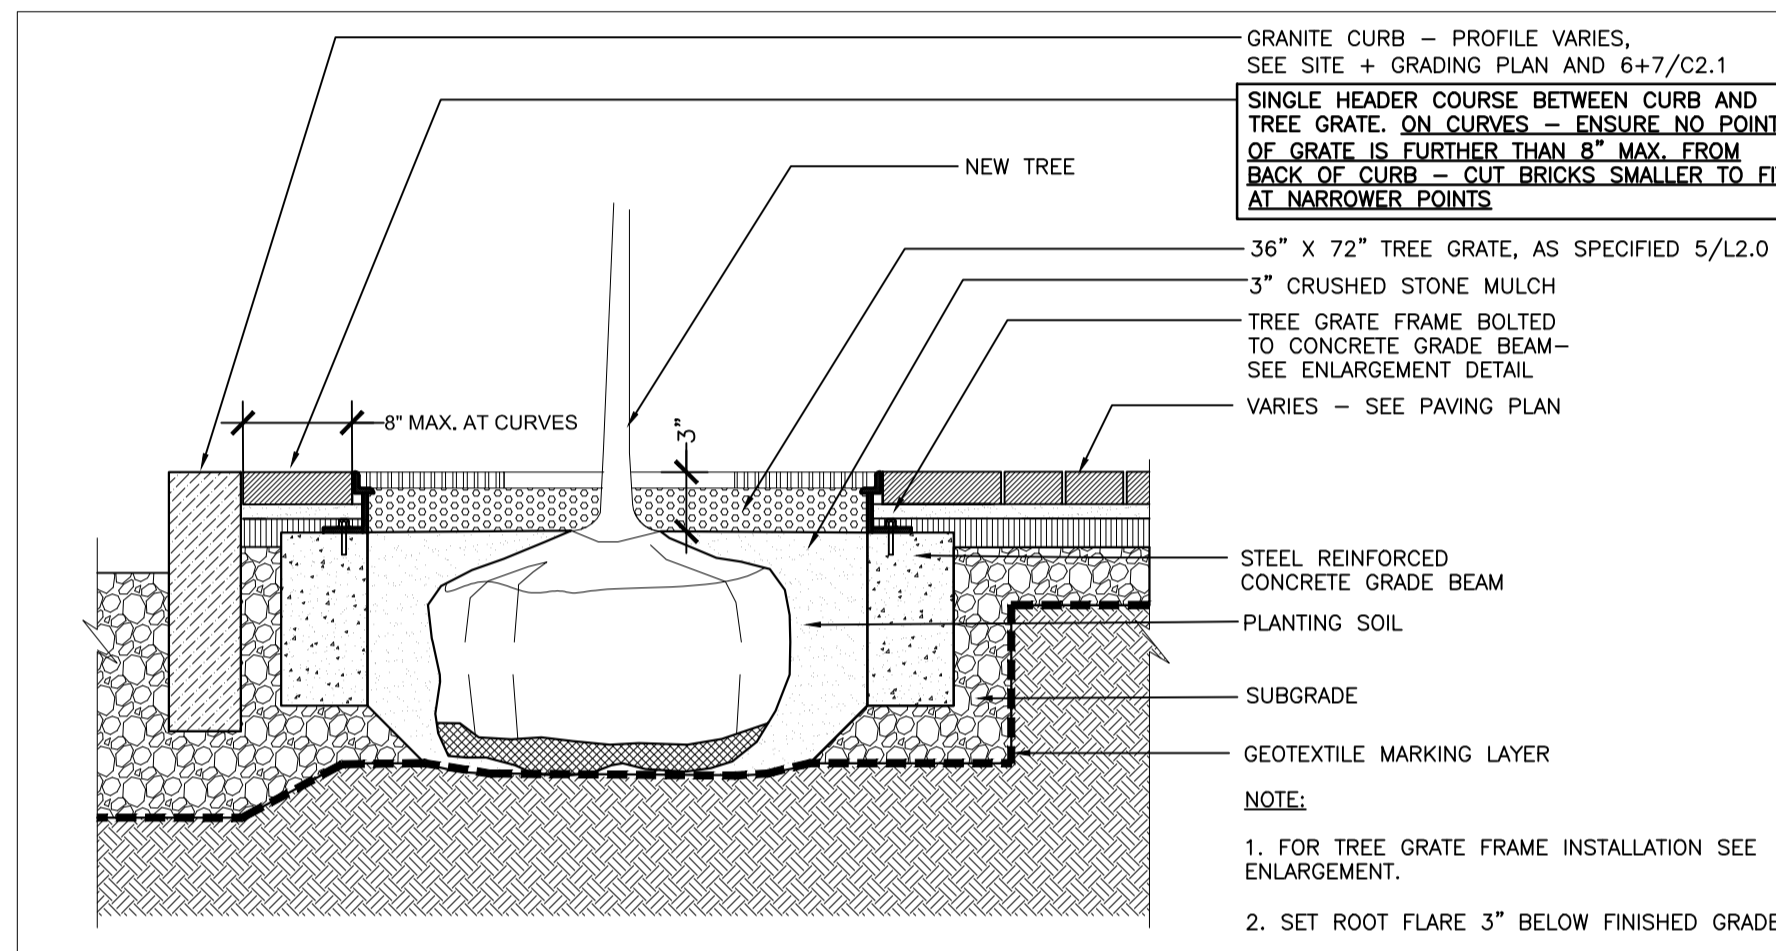 GRANITE CURB – PROFILE VARIES,
SEE SITE + GRADING PLAN AND 6+7/C2.1
SINGLE HEADER COURSE BETWEEN CURB AND
TREE GRATE. ON CURVES – ENSURE NO POINT
OF GRATE IS FURTHER THAN 8" MAX. FROM
BACK OF CURB – CUT BRICKS SMALLER TO FI
AT NARROWER POINTS
NEW TREE
36" X 72" TREE GRATE, AS SPECIFIED 5/L2.0
3" CRUSHED STONE MULCH
TREE GRATE FRAME BOLTED
TO CONCRETE GRADE BEAM–
SEE ENLARGEMENT DETAIL
VARIES – SEE PAVING PLAN
8" MAX. AT CURVES
3"
STEEL REINFORCED
CONCRETE GRADE BEAM
PLANTING SOIL
SUBGRADE
GEOTEXTILE MARKING LAYER
NOTE:
1. FOR TREE GRATE FRAME INSTALLATION SEE
ENLARGEMENT.
2. SET ROOT FLARE 3" BELOW FINISHED GRADE